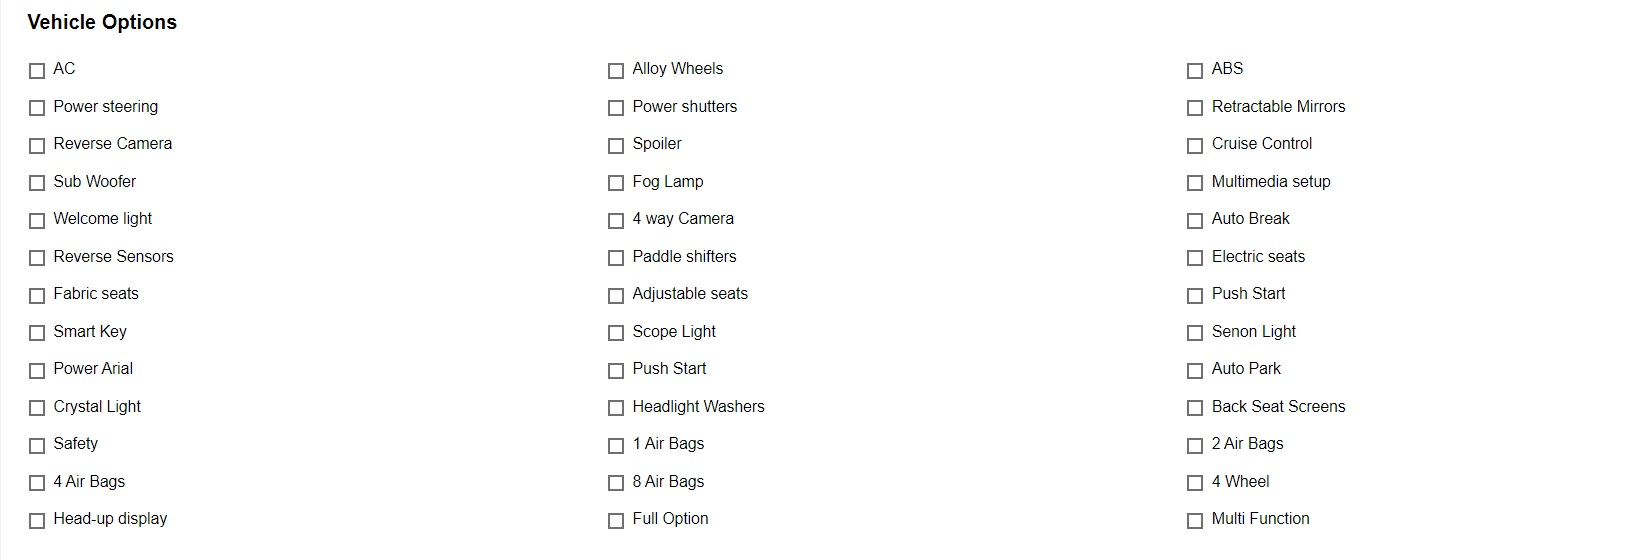 Vehicle Options
AC
Alloy Wheels
ABS
Power steering
Power shutters
Retractable Mirrors
Reverse Camera
Spoiler
Cruise Control
Sub Woofer
Fog Lamp
Multimedia setup
Welcome light
4 way Camera
Auto Break
Reverse Sensors
Paddle shifters
Electric seats
Fabric seats
Adjustable seats
Push Start
Smart Key
Scope Light
Senon Light
Power Arial
Push Start
Auto Park
Crystal Light
Headlight Washers
Back Seat Screens
Safety
1 Air Bags
2 Air Bags
4 Air Bags
8 Air Bags
4 Wheel
Head-up display
Full Option
Multi Function